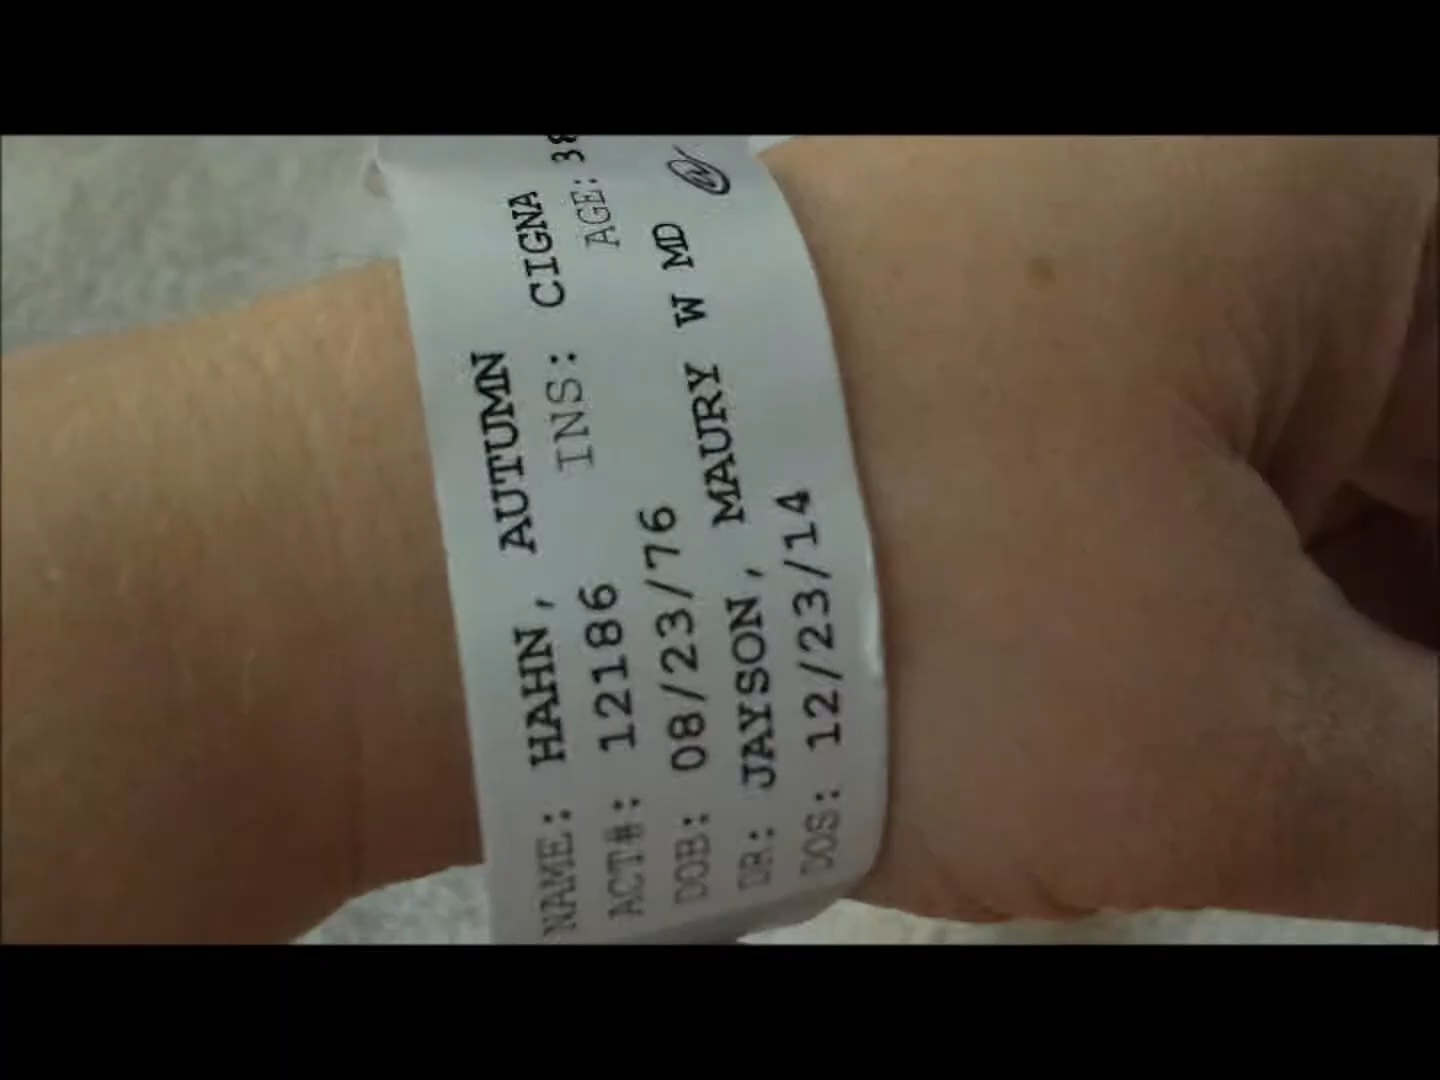 NAME: HAHN, AUTUMN
ACT#: 12186 INS: CIGNA
DOB: 08/23/76 AGE: 38
DR: JAYSON, MAURY W MD
DOS: 12/23/14